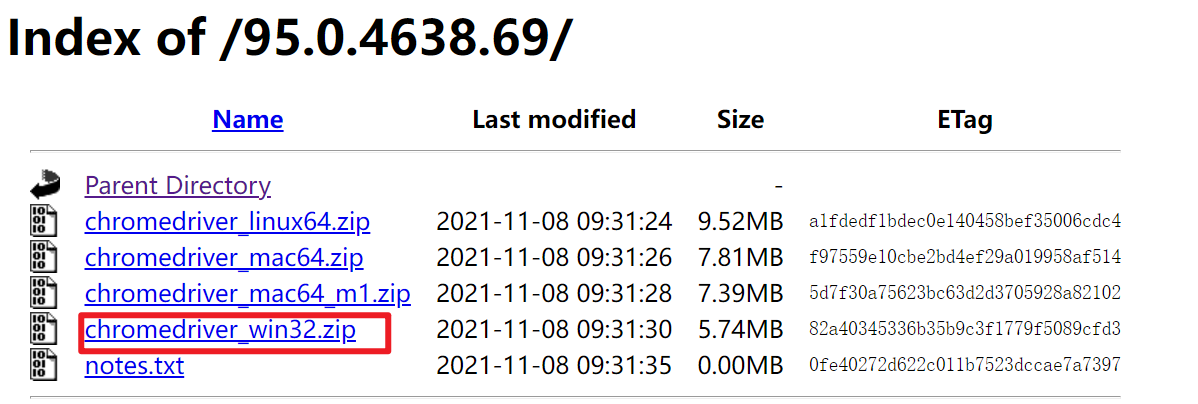 Index of /95.0.4638.69/
Name Last modified Size ETag
Parent Directory -
chromedriver_linux64.zip 2021-11-08 09:31:24 9.52MB a1fdedf1bdec0e140458bef35006cdc4
chromedriver_mac64.zip 2021-11-08 09:31:26 7.81MB f97559e10cbe2bd4ef29a019958af514
chromedriver_mac64_m1.zip 2021-11-08 09:31:28 7.39MB 5d7f30a75623bc63d2d3705928a82102
chromedriver_win32.zip 2021-11-08 09:31:30 5.74MB 82a40345336b35b9c3f1779f5089cfd3
notes.txt 2021-11-08 09:31:35 0.00MB 0fe40272d622c011b7523dccae7a7397